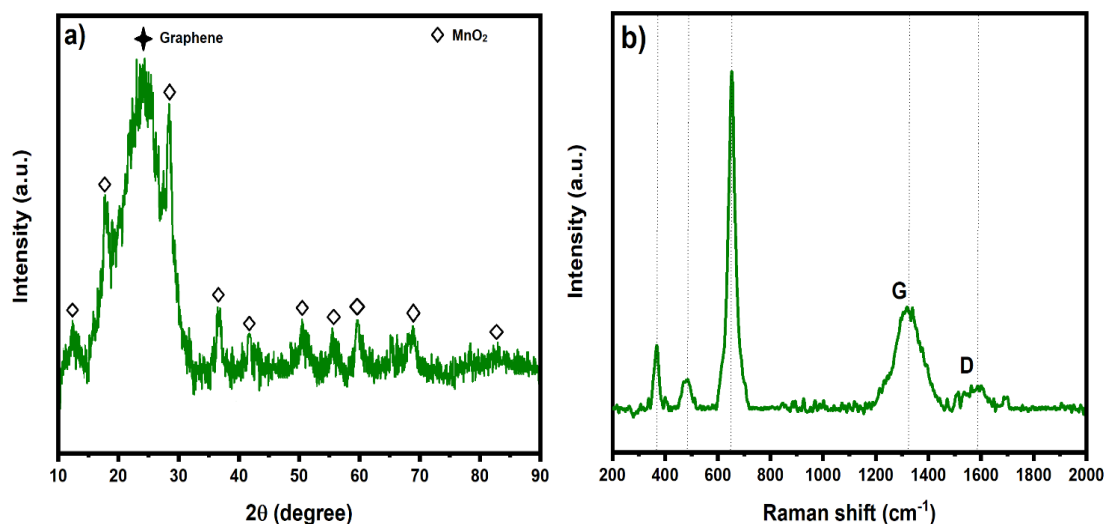 a)
Graphene
MnO₂
Intensity (a.u.)
10 20 30 40 50 60 70 80 90
2θ (degree)
b)
G
D
Intensity (a.u.)
200 400 600 800 1000 1200 1400 1600 1800 2000
Raman shift (cm⁻¹)